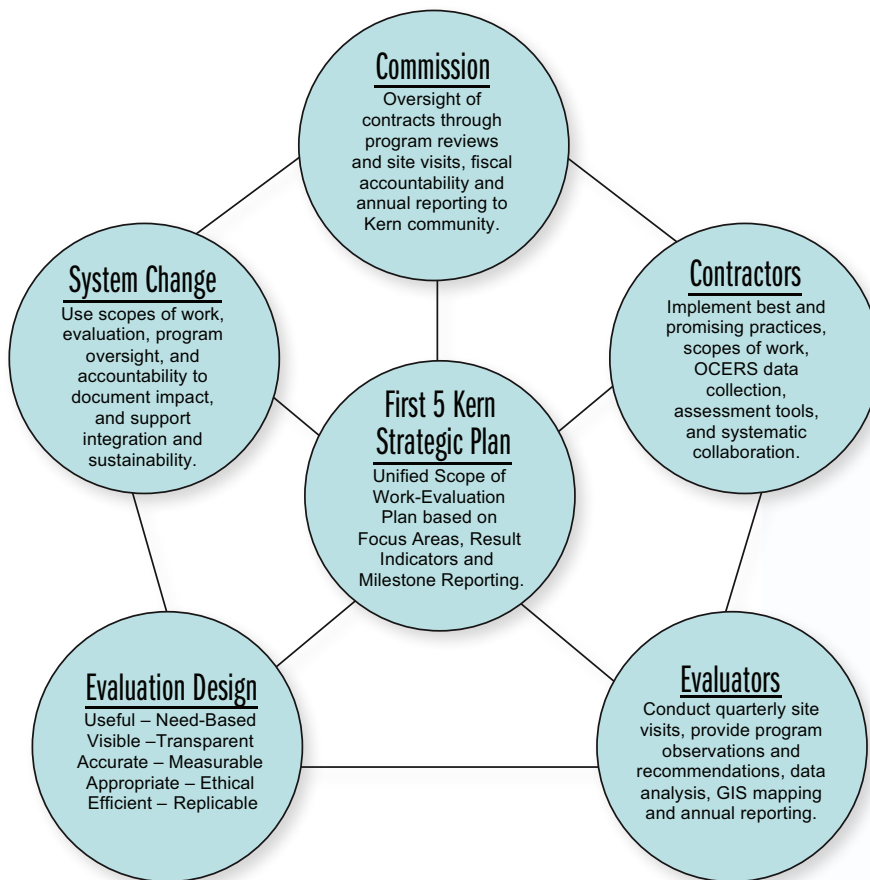 Commission
Oversight of
contracts through
program reviews
and site visits, fiscal
accountability and
annual reporting to
Kern community.
System Change
Use scopes of work,
evaluation, program
oversight, and
accountability to
document impact,
and support
integration and
sustainability.
Contractors
Implement best and
promising practices,
scopes of work,
OCERS data
collection,
assessment tools,
and systematic
collaboration.
First 5 Kern
Strategic Plan
Unified Scope of
Work-Evaluation
Plan based on
Focus Areas, Result
Indicators and
Milestone Reporting.
Evaluation Design
Useful – Need-Based
Visible –Transparent
Accurate – Measurable
Appropriate – Ethical
Efficient – Replicable
Evaluators
Conduct quarterly site
visits, provide program
observations and
recommendations, data
analysis, GIS mapping
and annual reporting.